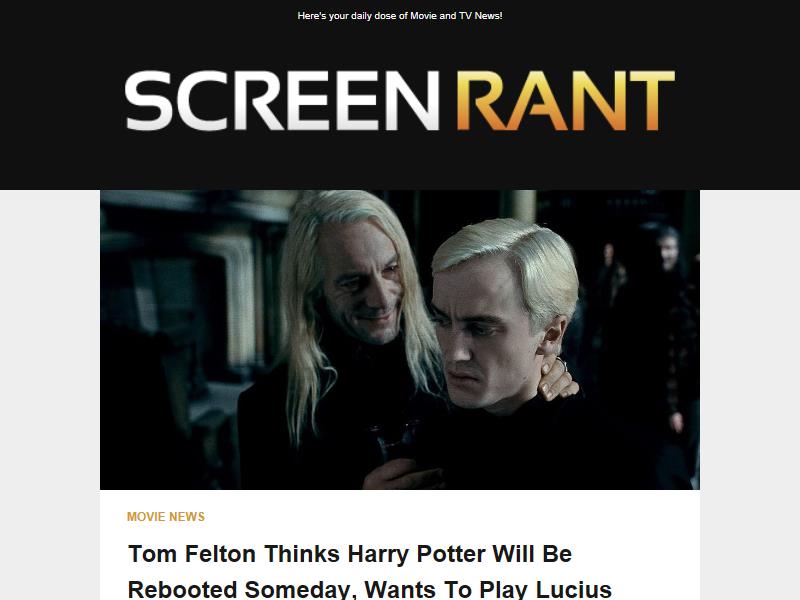 Here's your daily dose of Movie and TV News!
SCREEN RANT
MOVIE NEWS
Tom Felton Thinks Harry Potter Will Be
Rebooted Someday, Wants To Play Lucius